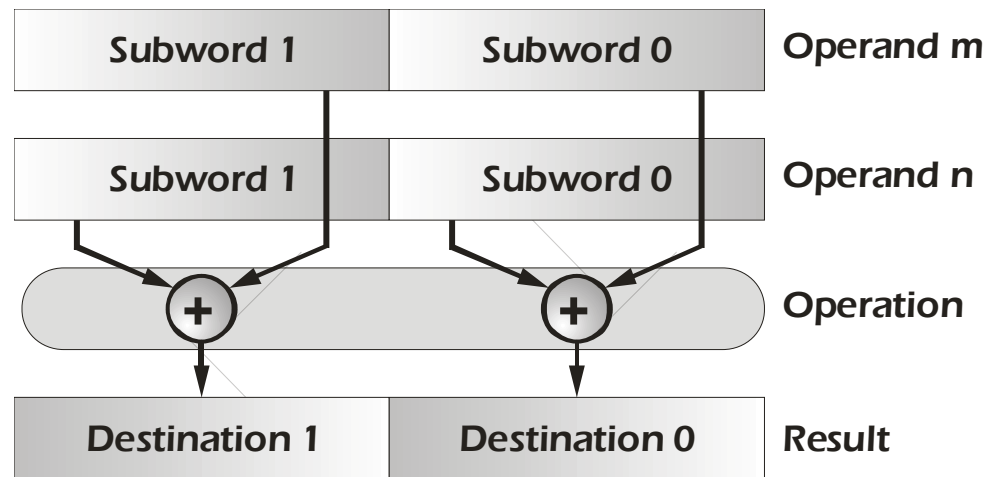 Subword 1 Subword 0 Operand m
Subword 1 Subword 0 Operand n
+ + Operation
Destination 1 Destination 0 Result